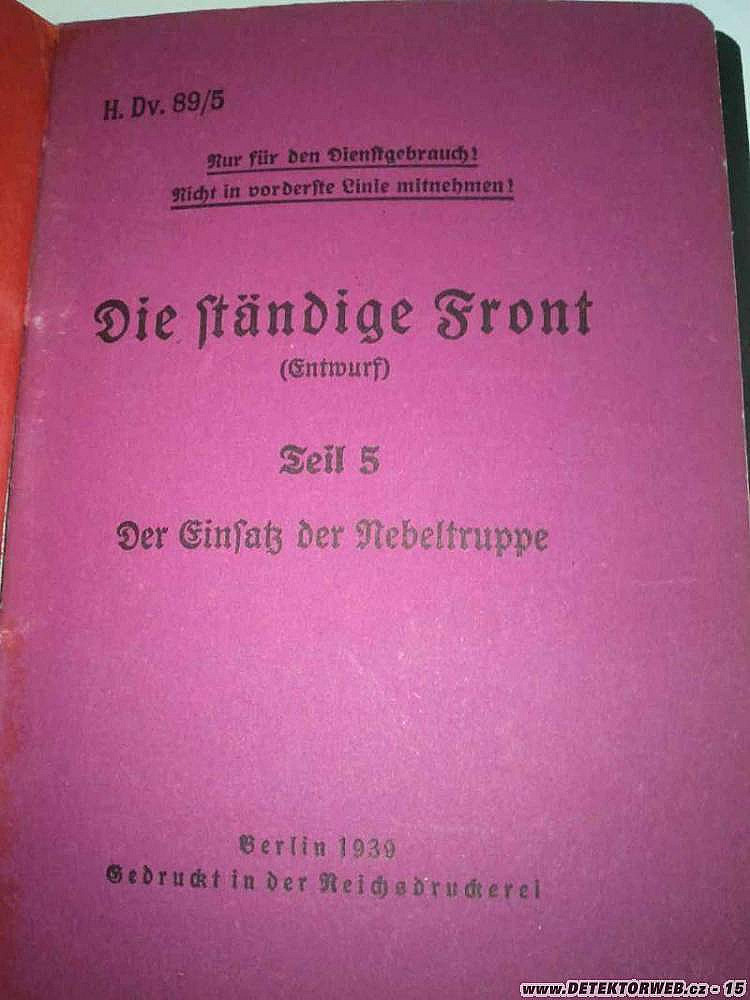 H. Dv. 89/5
Nur für den Dienstgebrauch!
Nicht in vorderste Linie mitnehmen!
Die ständige Front
(Entwurf)
Teil 5
Der Einsatz der Nebeltruppe
Berlin 1939
Gedruckt in der Reichsdruckerei
www.DETEKTORWEB.cz - 15